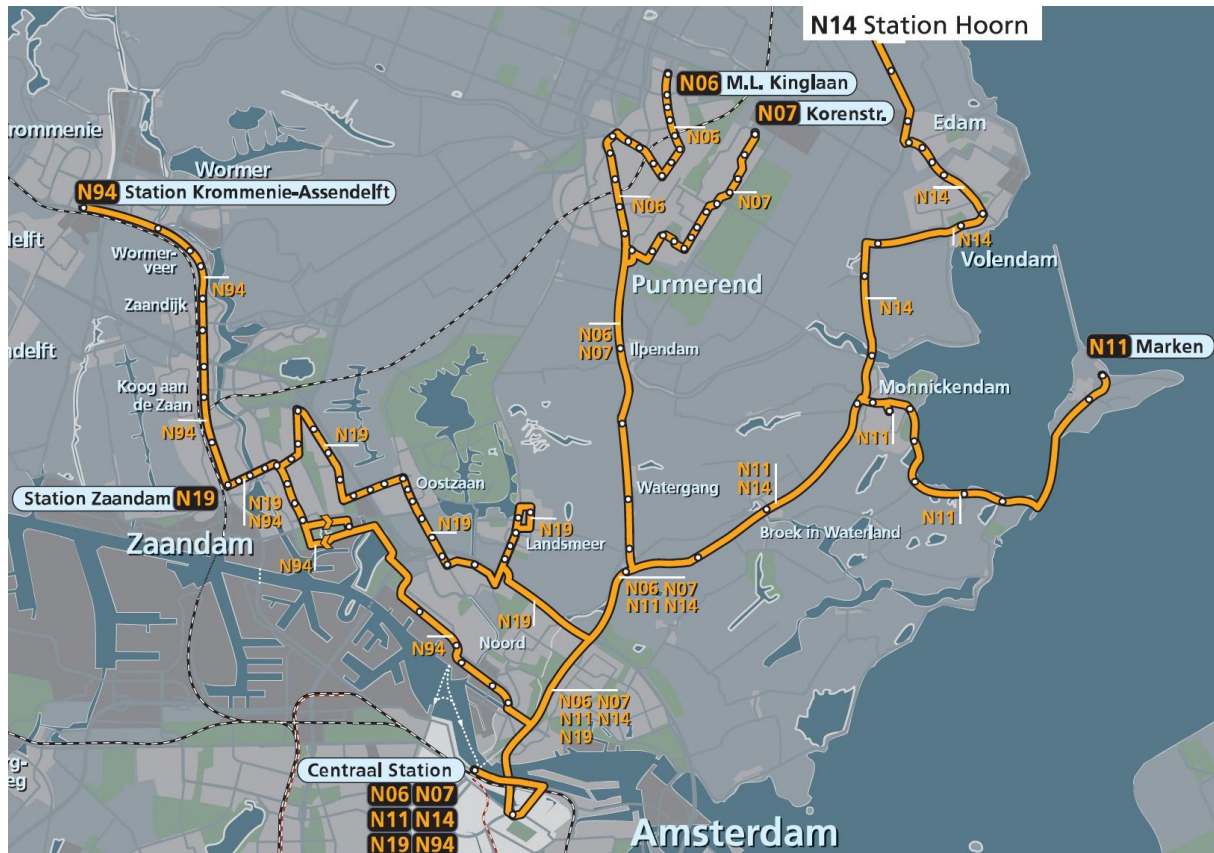 N14 Station Hoorn
N06 M.L. Kinglaan
N07 Korenstr.
Edam
N06
rommenie
Wormer
N94 Station Krommenie-Assendelft
N06
N07
N14
elft
Wormer-
veer
N14
Volendam
N94
Purmerend
Zaandijk
N14
N06
N07
Ilpendam
ndelft
N11 Marken
Koog aan
de Zaan
Monnickendam
N94
N19
N11
N11
N14
Oostzaan
Watergang
Station Zaandam N19
N19
N94
N19
N19
Landsmeer
N11
Broek in Waterland
Zaandam
N94
N06 N07
N11 N14
N19
Noord
N94
N06 N07
N11 N14
N19
rg-
eg
Centraal Station
N06 N07
N11 N14
N19 N94
Amsterdam